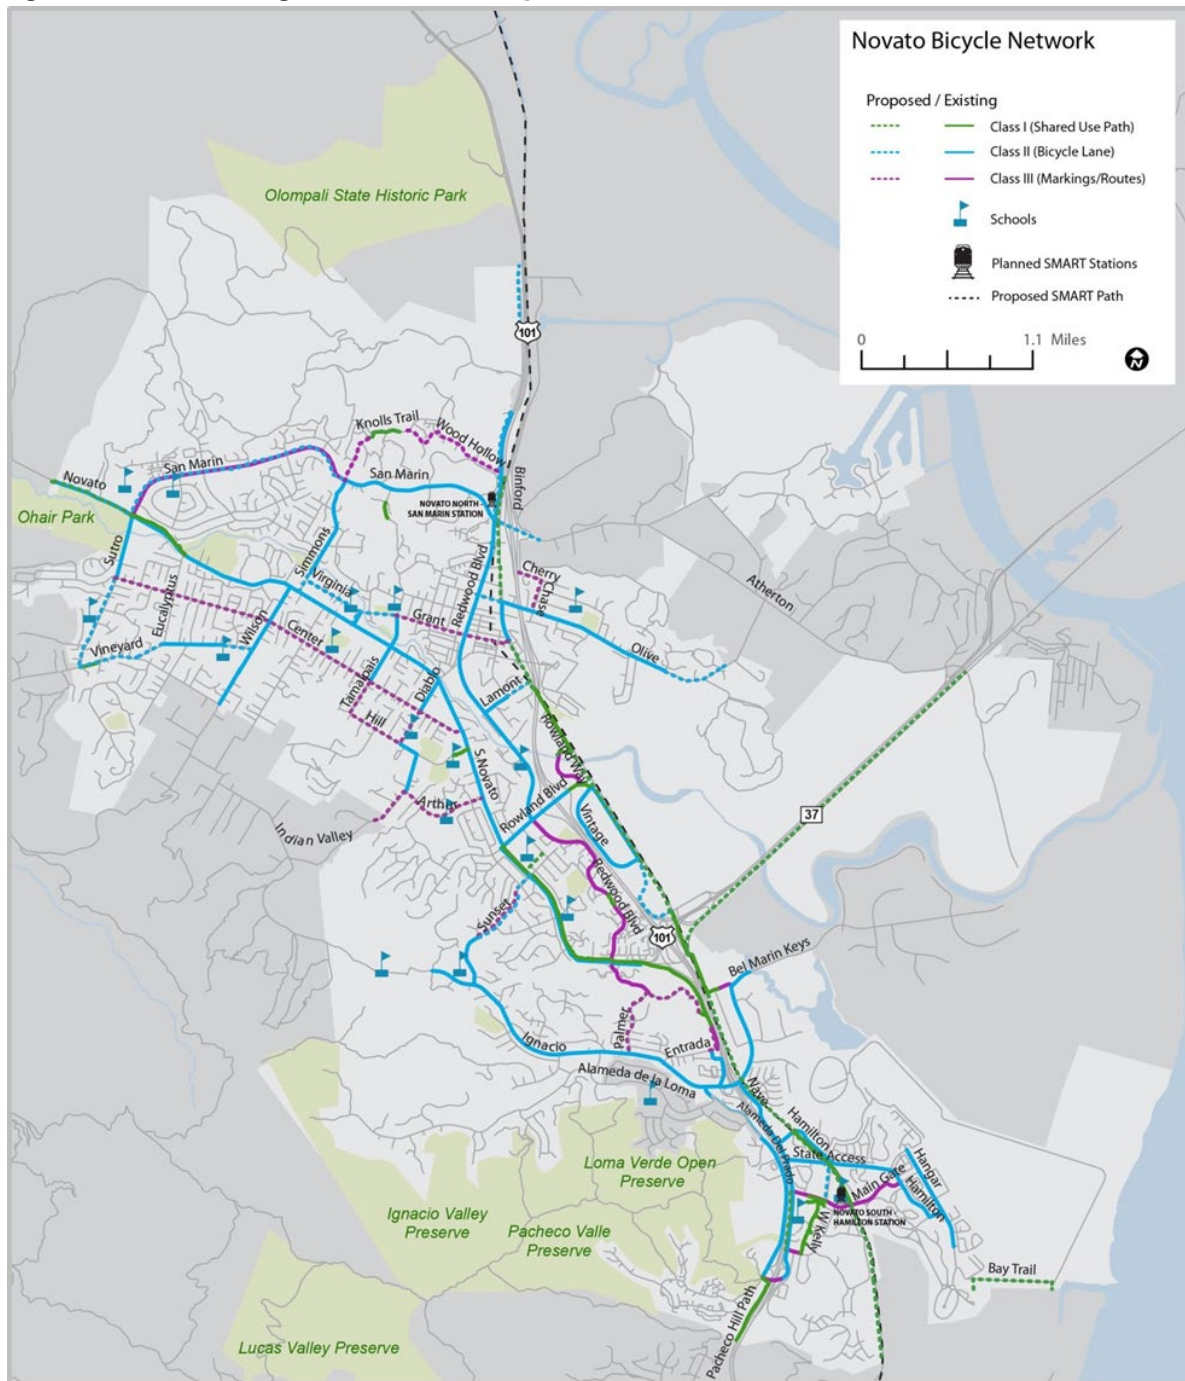 Novato Bicycle Network
Proposed / Existing
Class I (Shared Use Path)
Class II (Bicycle Lane)
Class III (Markings/Routes)
Schools
Planned SMART Stations
Proposed SMART Path
0
1.1 Miles
N
Olompali State Historic Park
101
Knolls Trail
Wood Hollow
San Marin
San Marin
Binford
Novato
NOVATO NORTH -
SAN MARIN STATION
Ohair Park
Sutro
Simmons
Redwood Blvd
Virginia
Cherry
Chase
Atherton
Eucalyptus
Wilson
Center
Grant
Vineyard
Olive
Tamalpais
Diablo
Lamont
Hill
Rowland Way
S. Novato
Rowland Blvd
Arthur
Vintage
37
Indian Valley
Redwood Blvd
Sunset
101
Bel Marin Keys
Palmer
Ignacio
Entrada
Alameda de la Loma
Nave
Alameda Del Prado
Hamilton
State Access
Hangar
Main Gate
Hamilton
Loma Verde Open
Preserve
NOVATO SOUTH -
HAMILTON STATION
W. Kelly
Ignacio Valley
Preserve
Pacheco Valle
Preserve
Bay Trail
Pacheco Hill Path
Lucas Valley Preserve